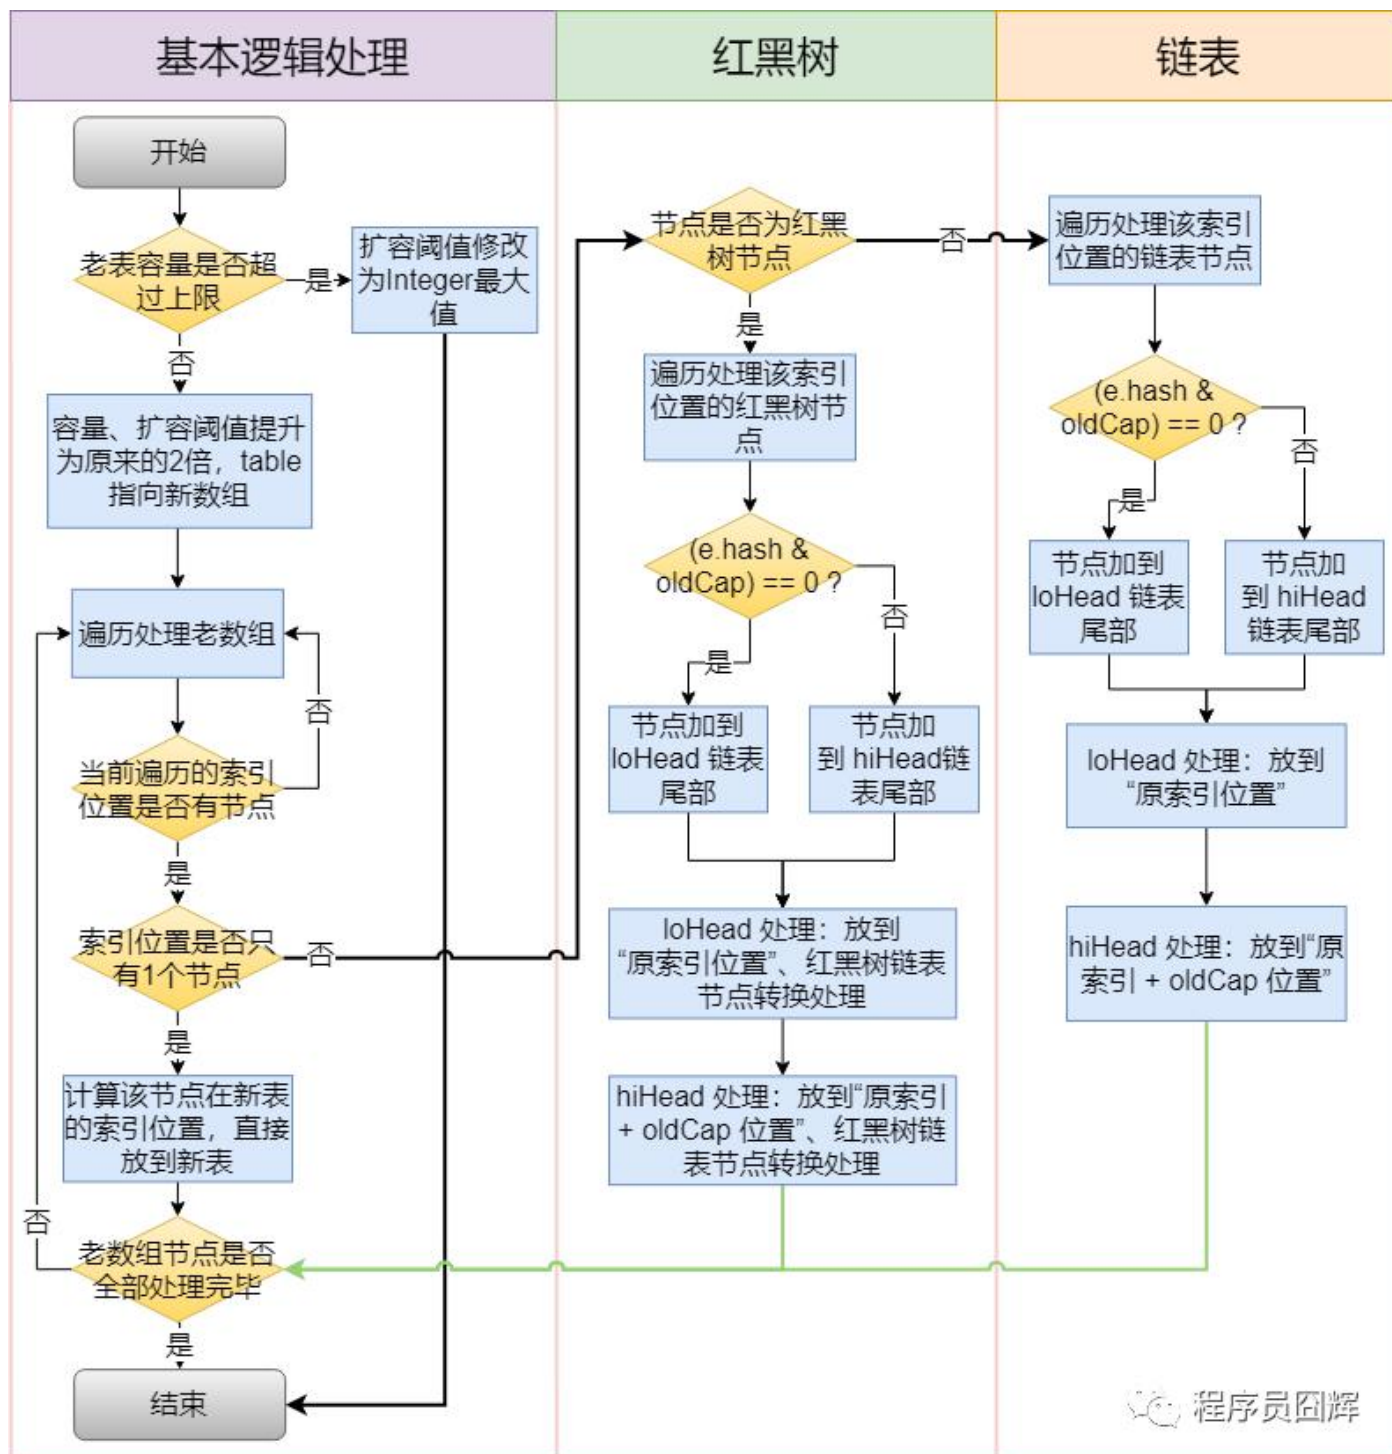 基本逻辑处理
红黑树
链表
开始
老表容量是否超
过上限
是
扩容阈值修改
为Integer最大
值
否
容量、扩容阈值提升
为原来的2倍，table
指向新数组
遍历处理老数组
否
当前遍历的索引
位置是否有节点
是
索引位置是否只
有1个节点
否
是
计算该节点在新表
的索引位置，直接
放到新表
否
老数组节点是否
全部处理完毕
是
结束
节点是否为红黑
树节点
否
是
遍历处理该索引
位置的红黑树节
点
(e.hash &
oldCap) == 0 ?
否
是
节点加到
loHead 链表
尾部
节点加
到 hiHead链
表尾部
loHead 处理：放到
“原索引位置”、红黑树链表
节点转换处理
hiHead 处理：放到“原索引
+ oldCap 位置”、红黑树链
表节点转换处理
遍历处理该索引
位置的链表节点
(e.hash &
oldCap) == 0 ?
否
是
节点加到
loHead 链表
尾部
节点加
到 hiHead
链表尾部
loHead 处理：放到
“原索引位置”
hiHead 处理：放到“原
索引 + oldCap 位置”
程序员囧辉